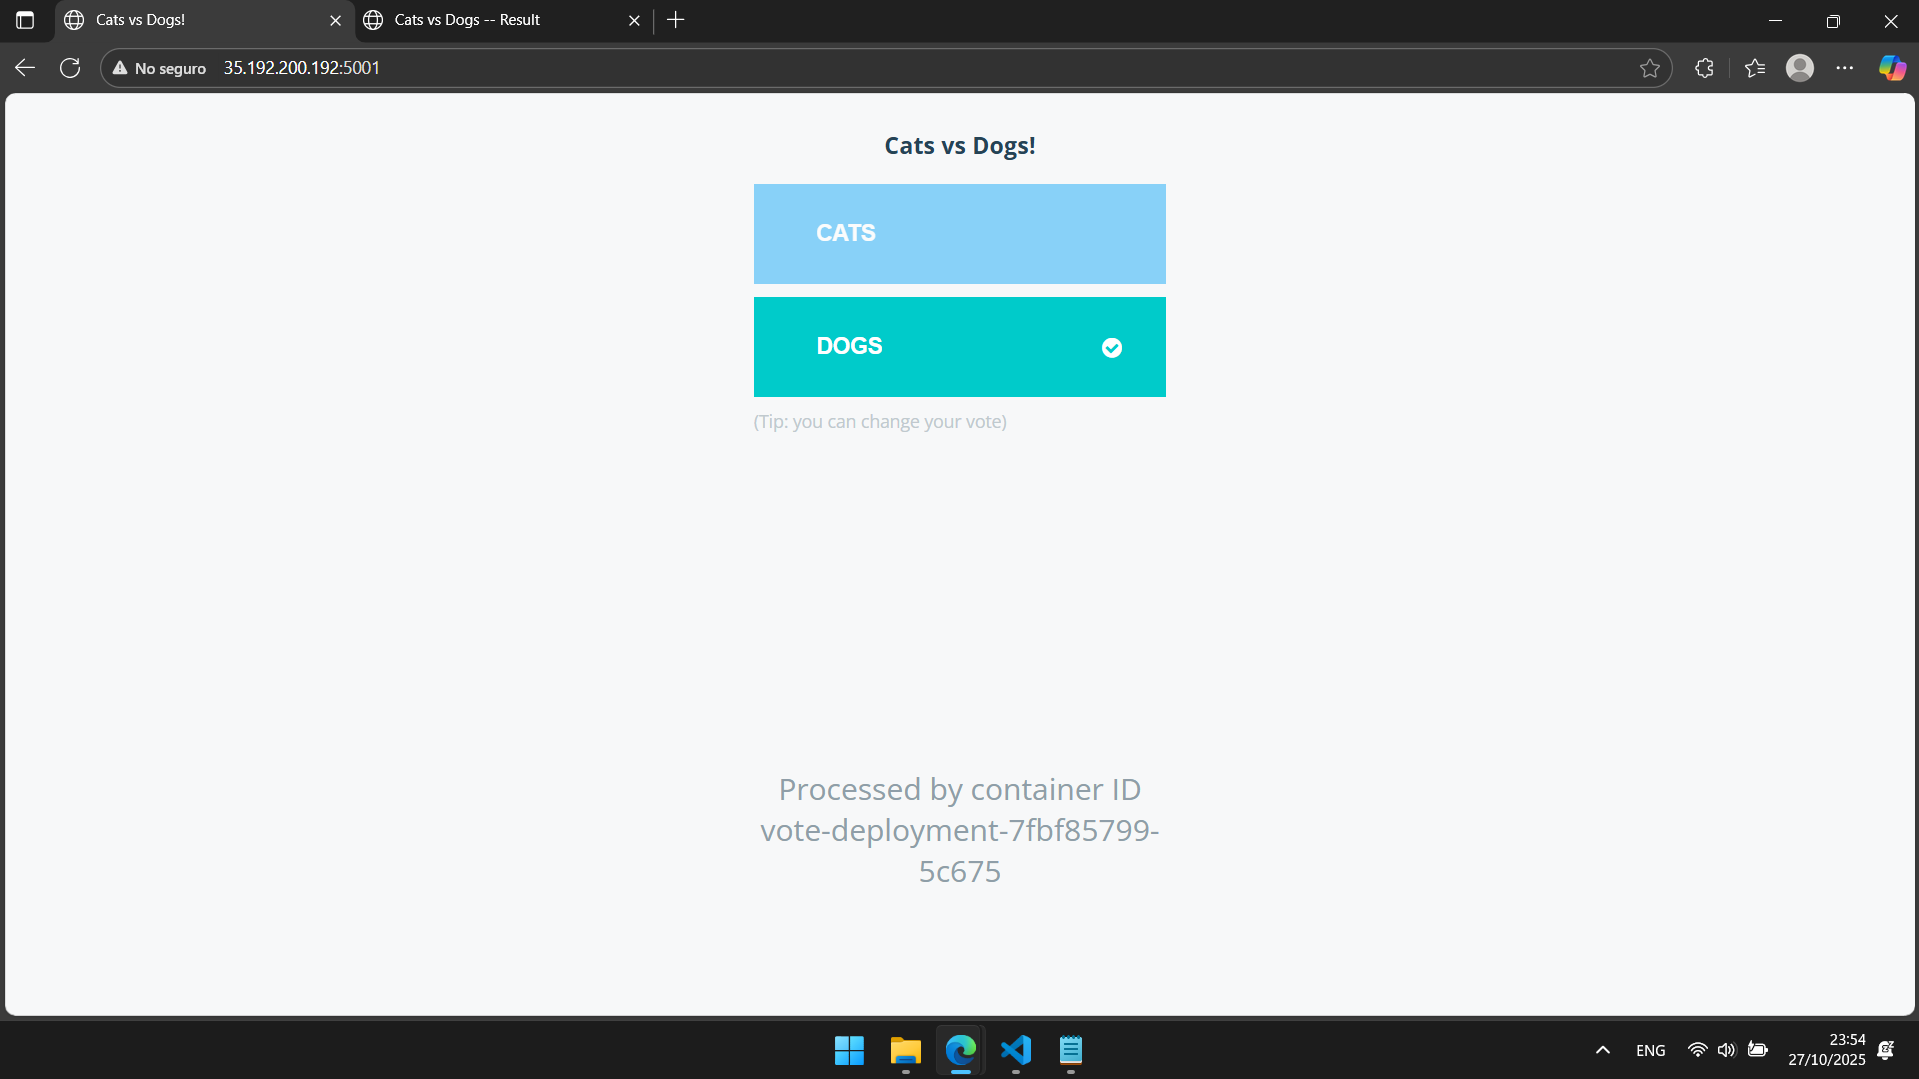 Cats vs Dogs!
Cats vs Dogs -- Result
No seguro
35.192.200.192:5001
Cats vs Dogs!
CATS
DOGS
(Tip: you can change your vote)
Processed by container ID
vote-deployment-7fbf85799-
5c675
ENG
23:54
27/10/2025